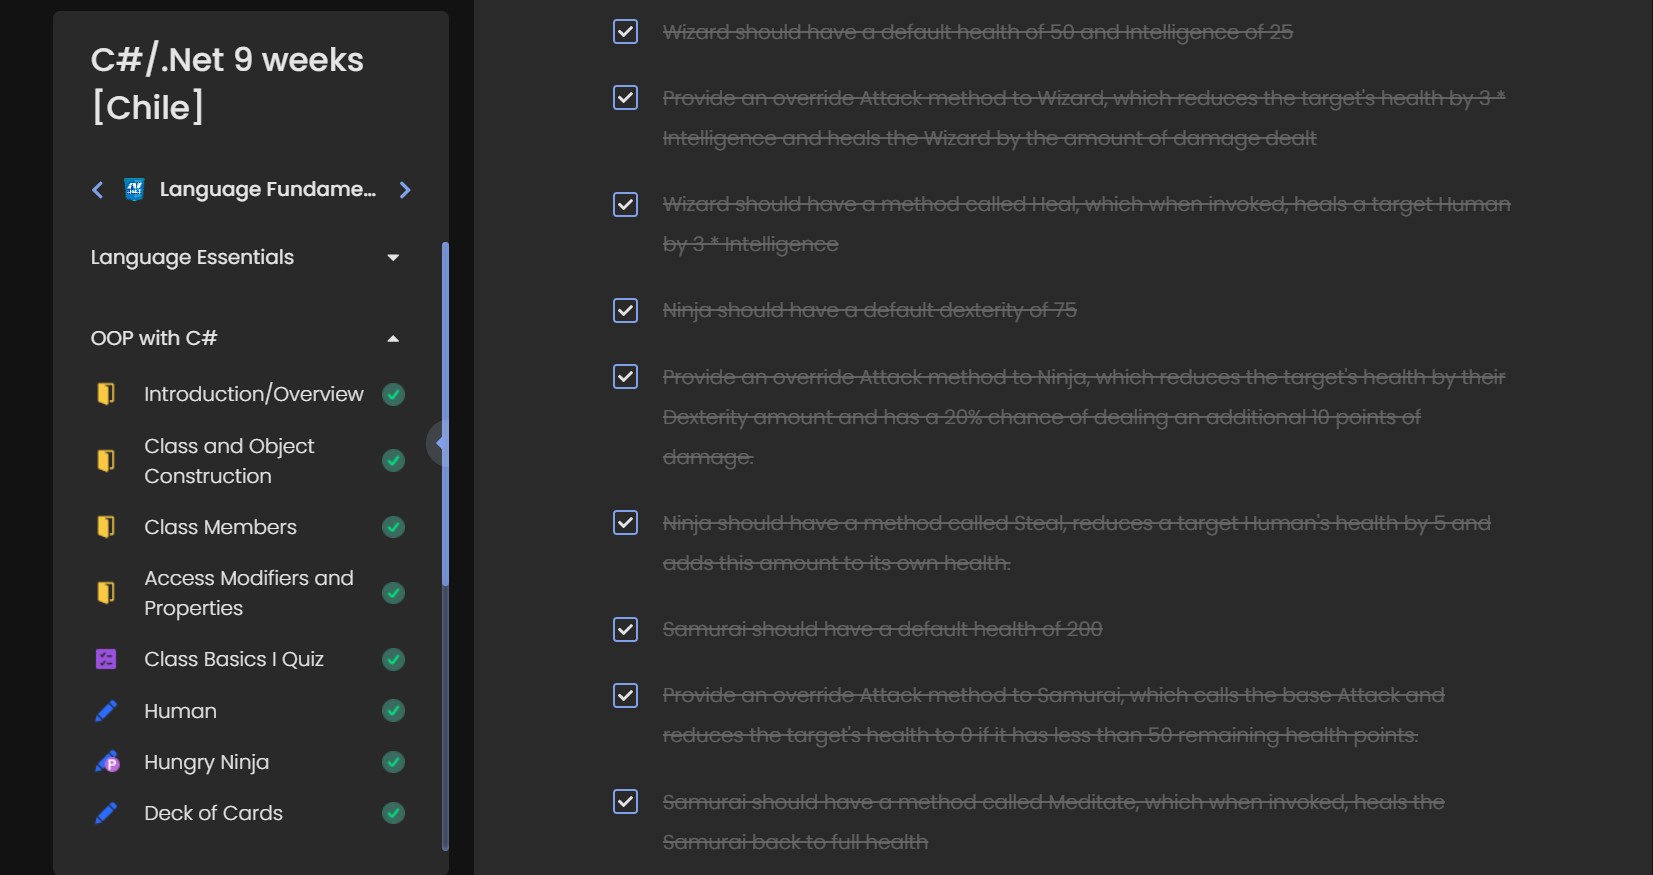 C#/.Net 9 weeks
[Chile]
Language Fundame...
Language Essentials
OOP with C#
Introduction/Overview
Class and Object
Construction
Class Members
Access Modifiers and
Properties
Class Basics I Quiz
Human
P
Hungry Ninja
Deck of Cards
Wizard should have a default health of 50 and Intelligence of 25
Provide an override Attack method to Wizard, which reduces the target's health by 3 *
Intelligence and heals the Wizard by the amount of damage dealt
Wizard should have a method called Heal, which when invoked, heals a target Human
by 3 * Intelligence
Ninja should have a default dexterity of 75
Provide an override Attack method to Ninja, which reduces the target's health by their
Dexterity amount and has a 20% chance of dealing an additional 10 points of
damage.
Ninja should have a method called Steal, reduces a target Human's health by 5 and
adds this amount to its own health.
Samurai should have a default health of 200
Provide an override Attack method to Samurai, which calls the base Attack and
reduces the target's health to 0 if it has less than 50 remaining health points.
Samurai should have a method called Meditate, which when invoked, heals the
Samurai back to full health